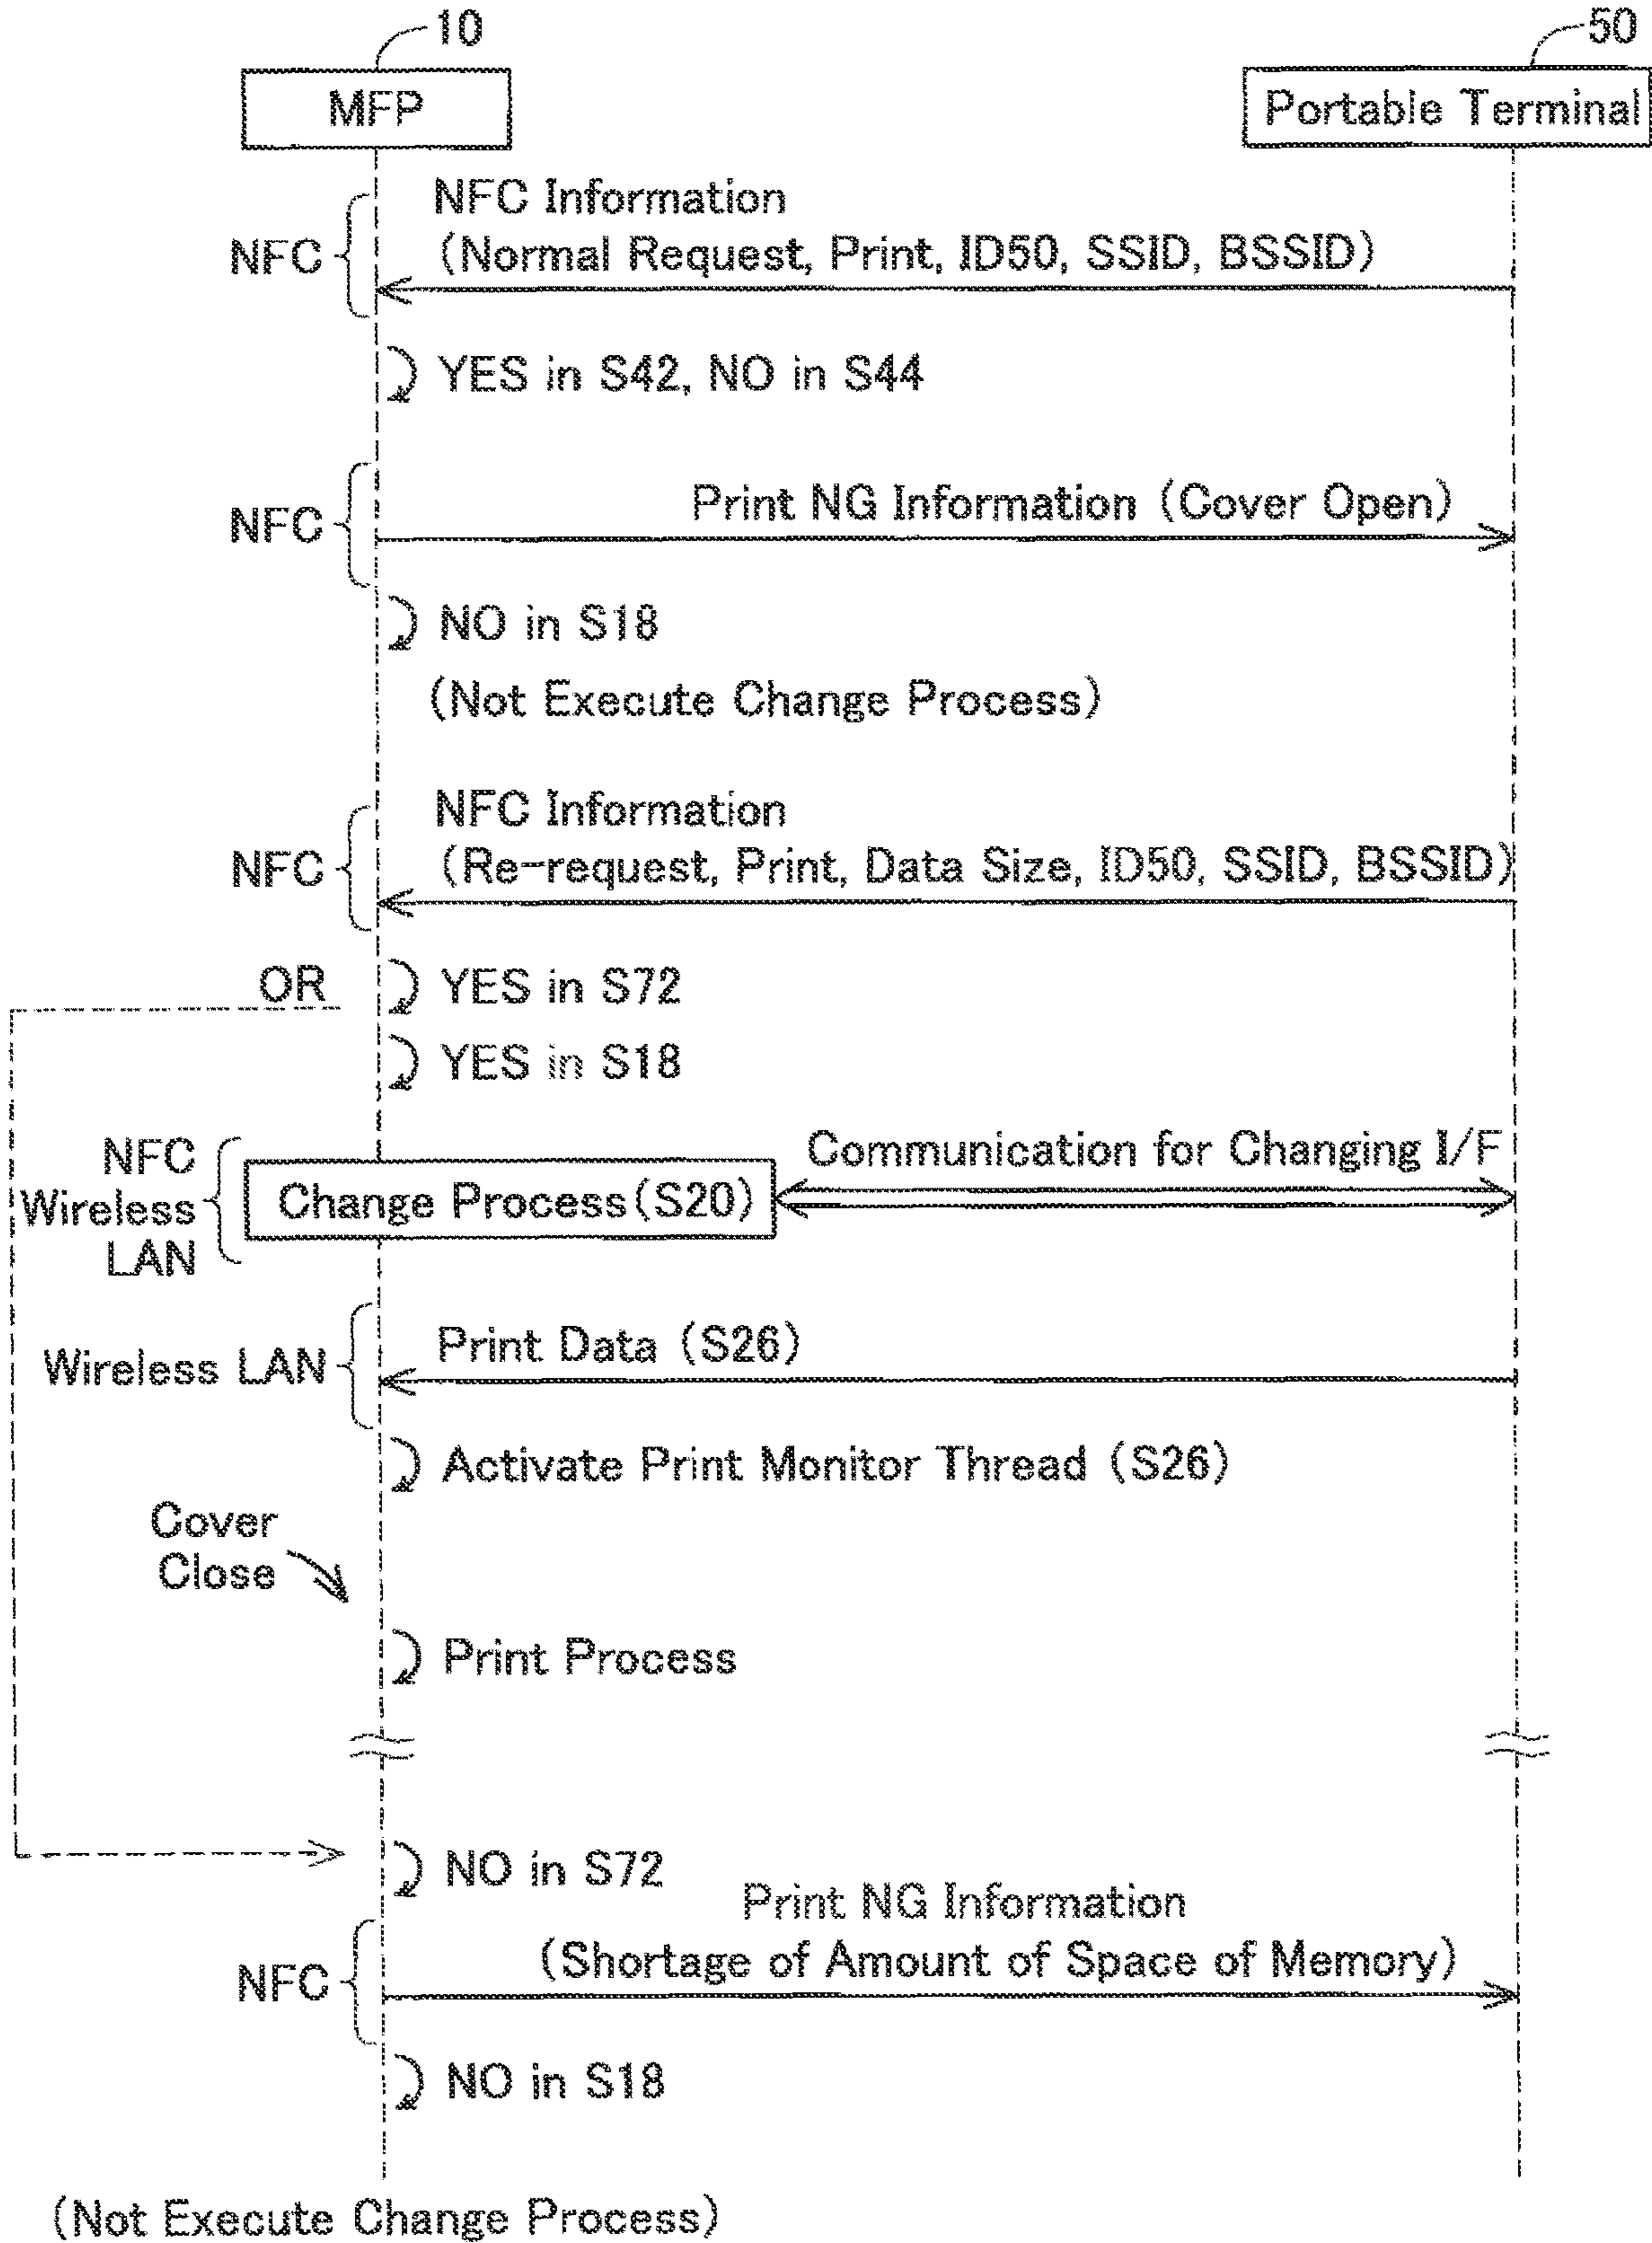 10
50
MFP
Portable Terminal
NFC Information
(Normal Request, Print, ID50, SSID, BSSID)
NFC
YES in S42, NO in S44
Print NG Information (Cover Open)
NFC
NO in S18
(Not Execute Change Process)
NFC Information
(Re-request, Print, Data Size, ID50, SSID, BSSID)
NFC
OR
YES in S72
YES in S18
NFC
Wireless
LAN
Change Process(S20)
Communication for Changing I/F
Print Data (S26)
Wireless LAN
Activate Print Monitor Thread (S26)
Cover
Close
Print Process
NO in S72
Print NG Information
(Shortage of Amount of Space of Memory)
NFC
NO in S18
(Not Execute Change Process)